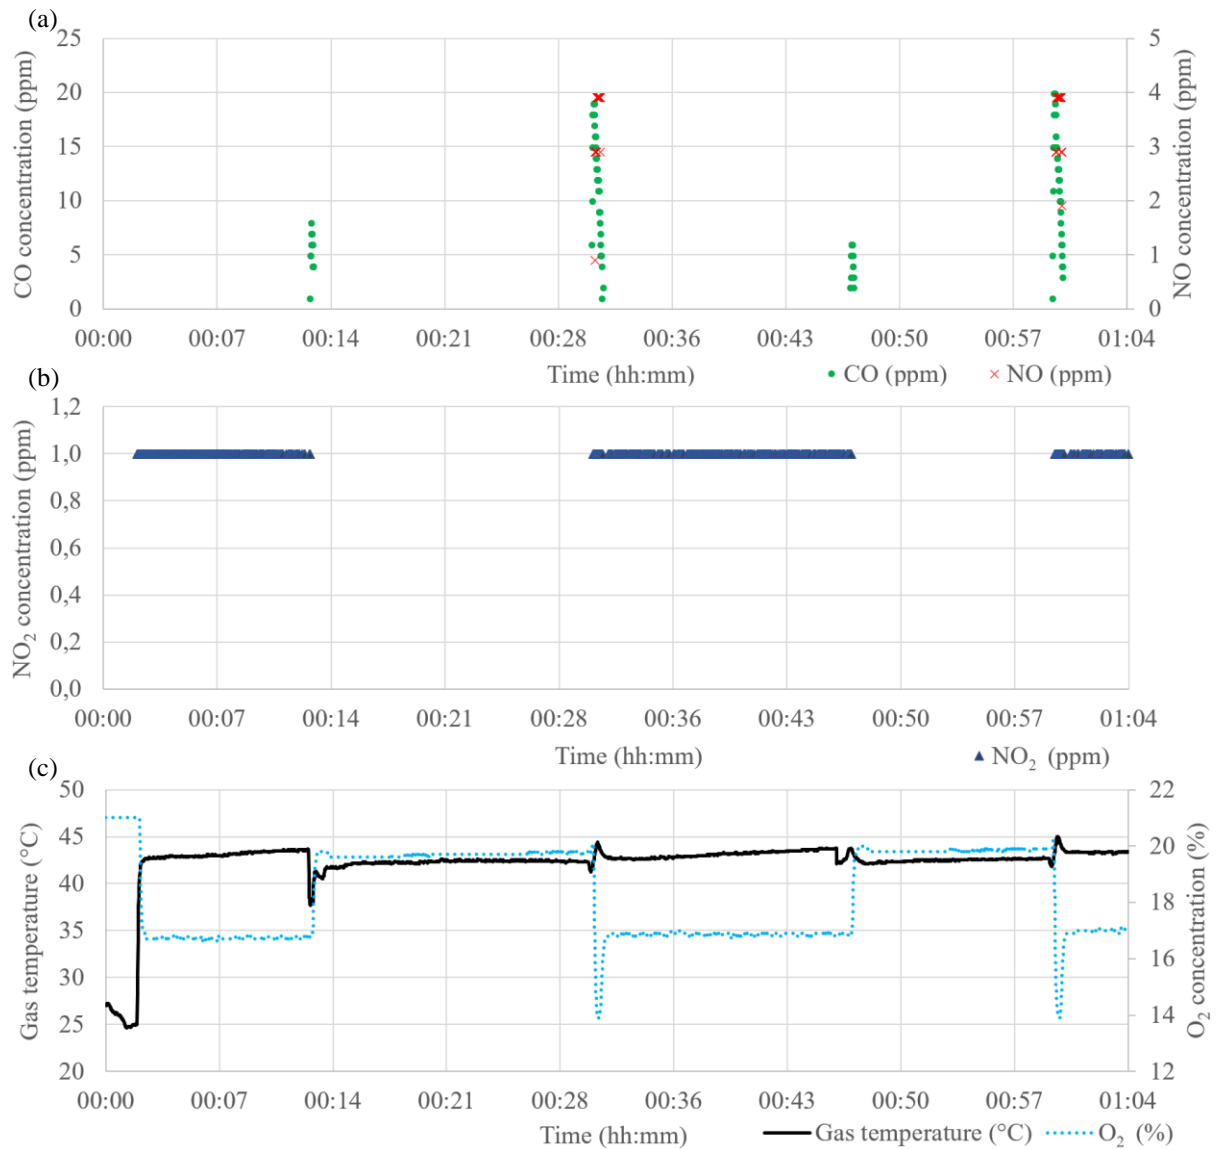 (a)
CO concentration (ppm)
25
20
15
10
5
0
NO concentration (ppm)
5
4
3
2
1
0
00:00 00:07 00:14 00:21 00:28 00:36 00:43 00:50 00:57 01:04
Time (hh:mm)
CO (ppm) NO (ppm)
(b)
NO₂ concentration (ppm)
1,2
1,0
0,8
0,6
0,4
0,2
0,0
00:00 00:07 00:14 00:21 00:28 00:36 00:43 00:50 00:57 01:04
Time (hh:mm)
NO₂ (ppm)
(c)
Gas temperature (°C)
50
45
40
35
30
25
20
O₂ concentration (%)
22
20
18
16
14
12
00:00 00:07 00:14 00:21 00:28 00:36 00:43 00:50 00:57 01:04
Time (hh:mm)
Gas temperature (°C) O₂ (%)